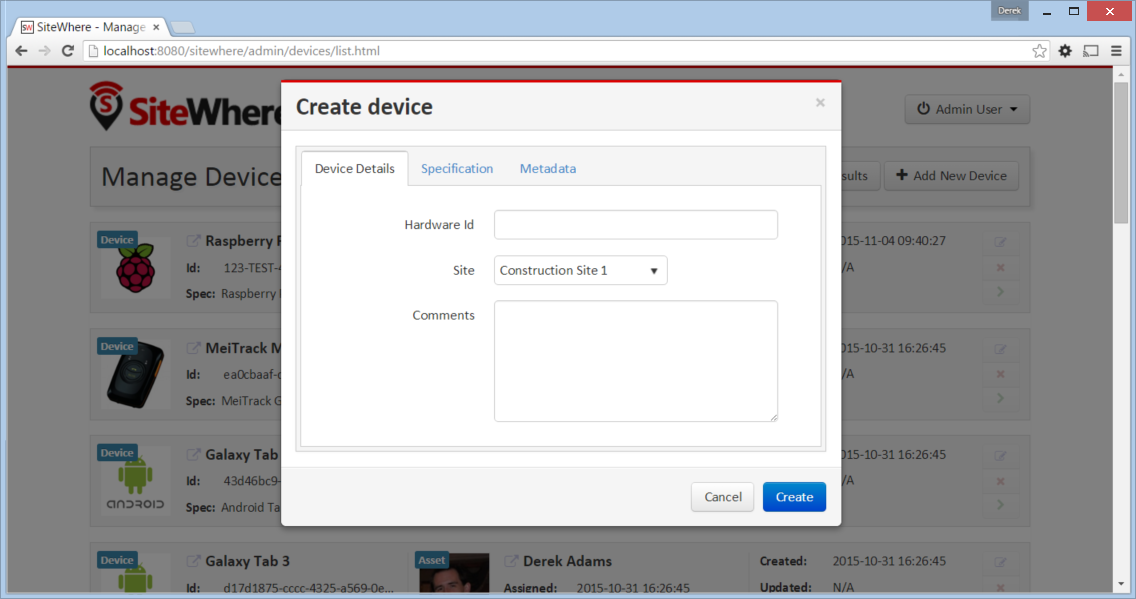 Derek
SW SiteWhere - Manage
localhost:8080/sitewhere/admin/devices/list.html
SiteWhere
Admin User
Create device
Manage Device
sults
Add New Device
Device Details
Specification
Metadata
Hardware Id
Site
Construction Site 1
Comments
Cancel
Create
Device
Raspberry
Id: 123-TEST-
Spec: Raspberry
015-11-04 09:40:27
/A
Device
MeiTrack M
Id: ea0cbaaf-
Spec: MeiTrack G
015-10-31 16:26:45
/A
Device
Galaxy Tab
Id: 43d46bc9-
Spec: Android Ta
ANDROID
015-10-31 16:26:45
/A
Device
Galaxy Tab 3
Id: d17d1875-cccc-4325-a569-0e...
Asset
Derek Adams
Assigned: 2015-10-31 16:26:45
Created: 2015-10-31 16:26:45
Updated: N/A